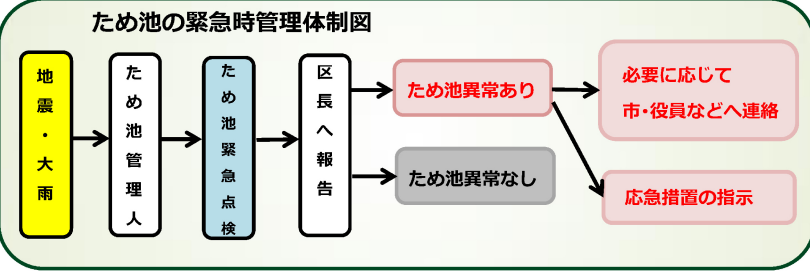 ため池の緊急時管理体制図
地震・大雨
ため池管理人
ため池緊急点検
区長へ報告
ため池異常あり
ため池異常なし
必要に応じて
市・役員などへ連絡
応急措置の指示